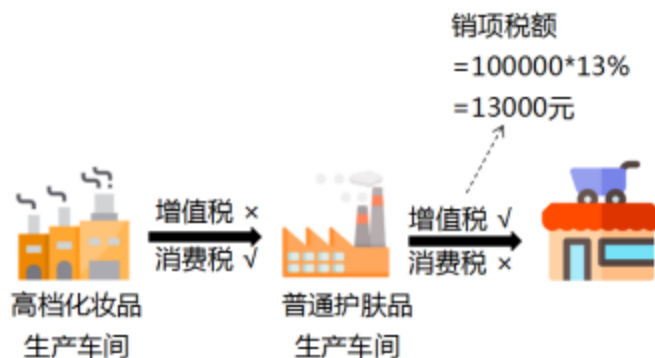 销项税额
=100000*13%
=13000元
增值税 ×
消费税 √
增值税 √
消费税 ×
高档化妆品
生产车间
普通护肤品
生产车间